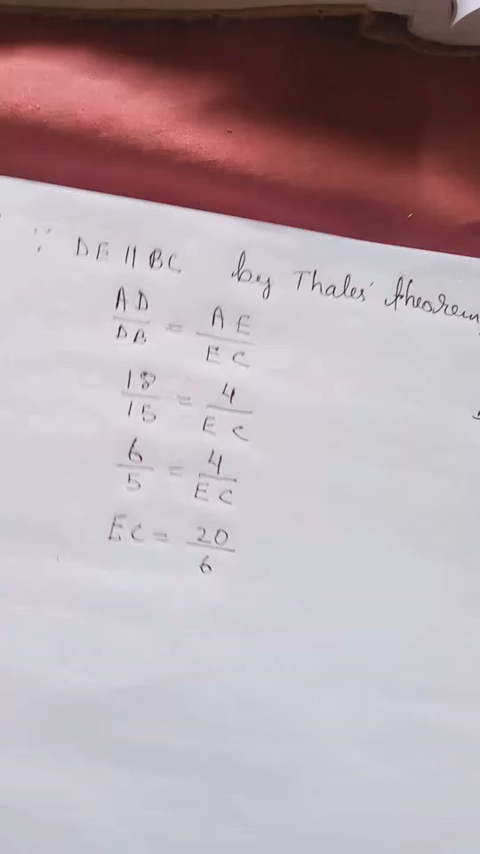 ∵ DE || BC by Thales' theorem,
AD/DB = AE/EC
18/15 = 4/EC
6/5 = 4/EC
EC = 20/6